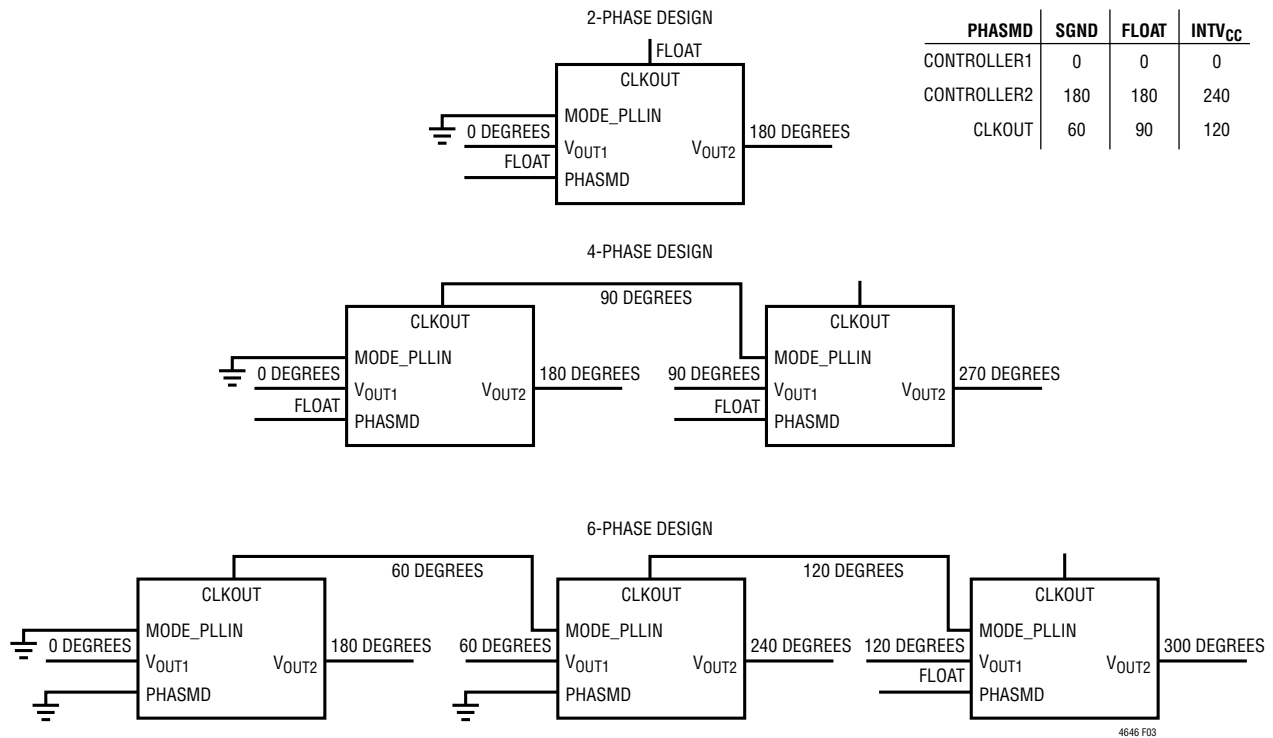 2-PHASE DESIGN
FLOAT
CLKOUT
MODE_PLLIN
0 DEGREES
180 DEGREES
VOUT1
VOUT2
FLOAT
PHASMD
PHASMD SGND FLOAT INTVCC
CONTROLLER1 0 0 0
CONTROLLER2 180 180 240
CLKOUT 60 90 120
4-PHASE DESIGN
90 DEGREES
CLKOUT
MODE_PLLIN
0 DEGREES
180 DEGREES
VOUT1
VOUT2
FLOAT
PHASMD
CLKOUT
MODE_PLLIN
90 DEGREES
270 DEGREES
VOUT1
VOUT2
FLOAT
PHASMD
6-PHASE DESIGN
60 DEGREES
120 DEGREES
CLKOUT
MODE_PLLIN
0 DEGREES
180 DEGREES
VOUT1
VOUT2
PHASMD
CLKOUT
MODE_PLLIN
60 DEGREES
240 DEGREES
VOUT1
VOUT2
PHASMD
CLKOUT
MODE_PLLIN
120 DEGREES
300 DEGREES
VOUT1
VOUT2
FLOAT
PHASMD
4646 F03